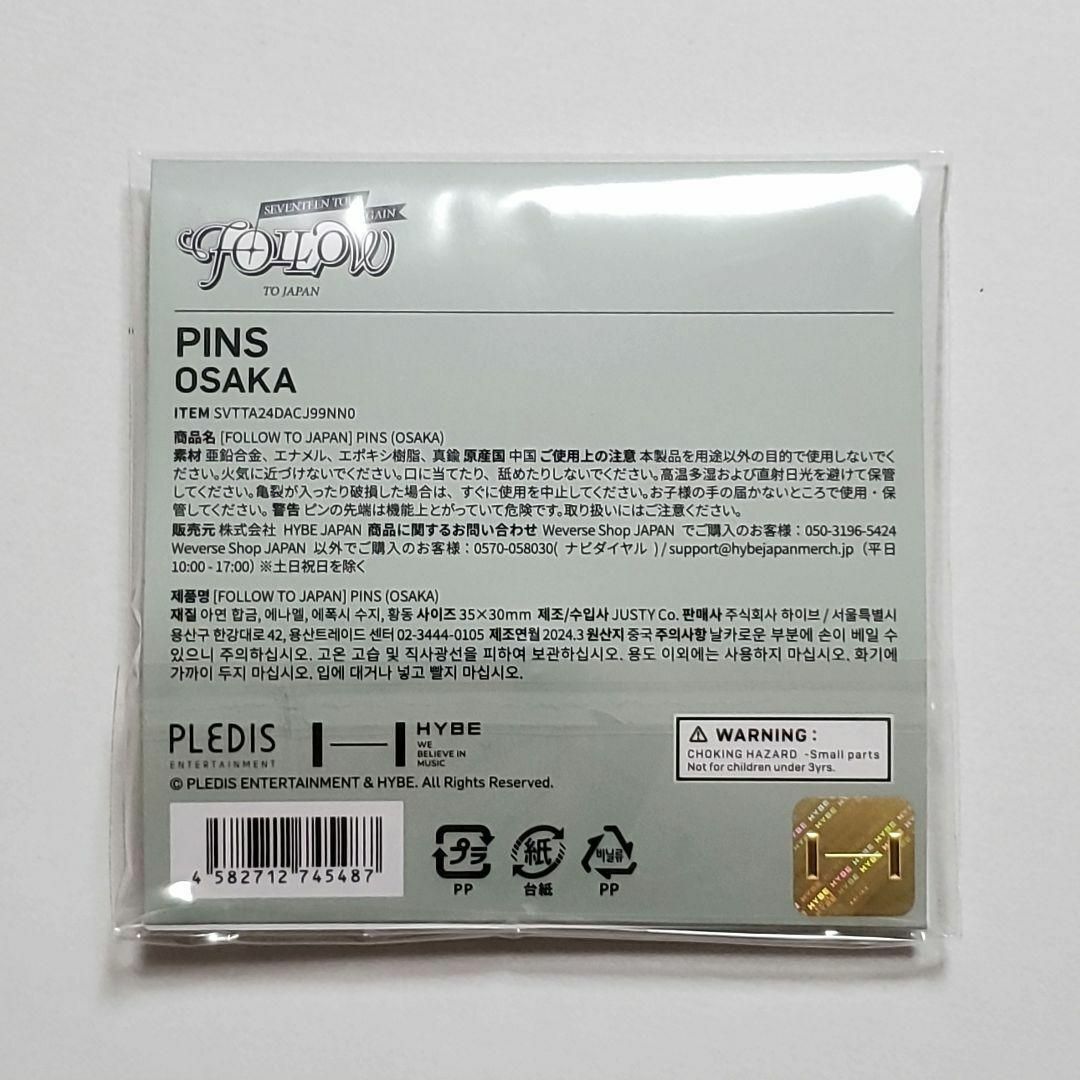 SEVENTEEN TOUR
AGAIN
FOLLOW
TO JAPAN
PINS
OSAKA
ITEM SVTTA24DACJ99NN0
商品名 [FOLLOW TO JAPAN] PINS (OSAKA)
素材 亜鉛合金、エナメル、エポキシ樹脂、真鍮 原産国 中国 ご使用上の注意 本製品を用途以外の目的で使用しないでく
ださい。火気に近づけないでください。口に当てたり、舐めたりしないでください。高温多湿および直射日光を避けて保管
してください。亀裂が入ったり破損した場合は、すぐに使用を中止してください。お子様の手の届かないところで使用・保
管してください。警告 ピンの先端は機能上とがっていて危険です。取り扱いにはご注意ください。
販売元 株式会社 HYBE JAPAN 商品に関するお問い合わせ Weverse Shop JAPAN でご購入のお客様：050-3196-5424
Weverse Shop JAPAN 以外でご購入のお客様：0570-058030( ナビダイヤル ) / support@hybejapanmerch.jp（平日
10:00 - 17:00）※土日祝日を除く
제품명 [FOLLOW TO JAPAN] PINS (OSAKA)
재질 아연 합금, 에나멜, 에폭시 수지, 황동 사이즈 35×30mm 제조/수입사 JUSTY Co. 판매사 주식회사 하이브 / 서울특별시
용산구 한강대로 42, 용산트레이드 센터 02-3444-0105 제조연월 2024.3 원산지 중국 주의사항 날카로운 부분에 손이 베일 수
있으니 주의하십시오. 고온 고습 및 직사광선을 피하여 보관하십시오. 용도 이외에는 사용하지 마십시오. 화기에
가까이 두지 마십시오. 입에 대거나 넣고 빨지 마십시오.
PLEDIS
ENTERTAINMENT
HYBE
WE
BELIEVE IN
MUSIC
⚠ WARNING :
CHOKING HAZARD -Small parts
Not for children under 3yrs.
© PLEDIS ENTERTAINMENT & HYBE. All Rights Reserved.
4 582712 745487
プラ
PP
紙
台紙
비닐류
PP
HYBE HYBE HYBE